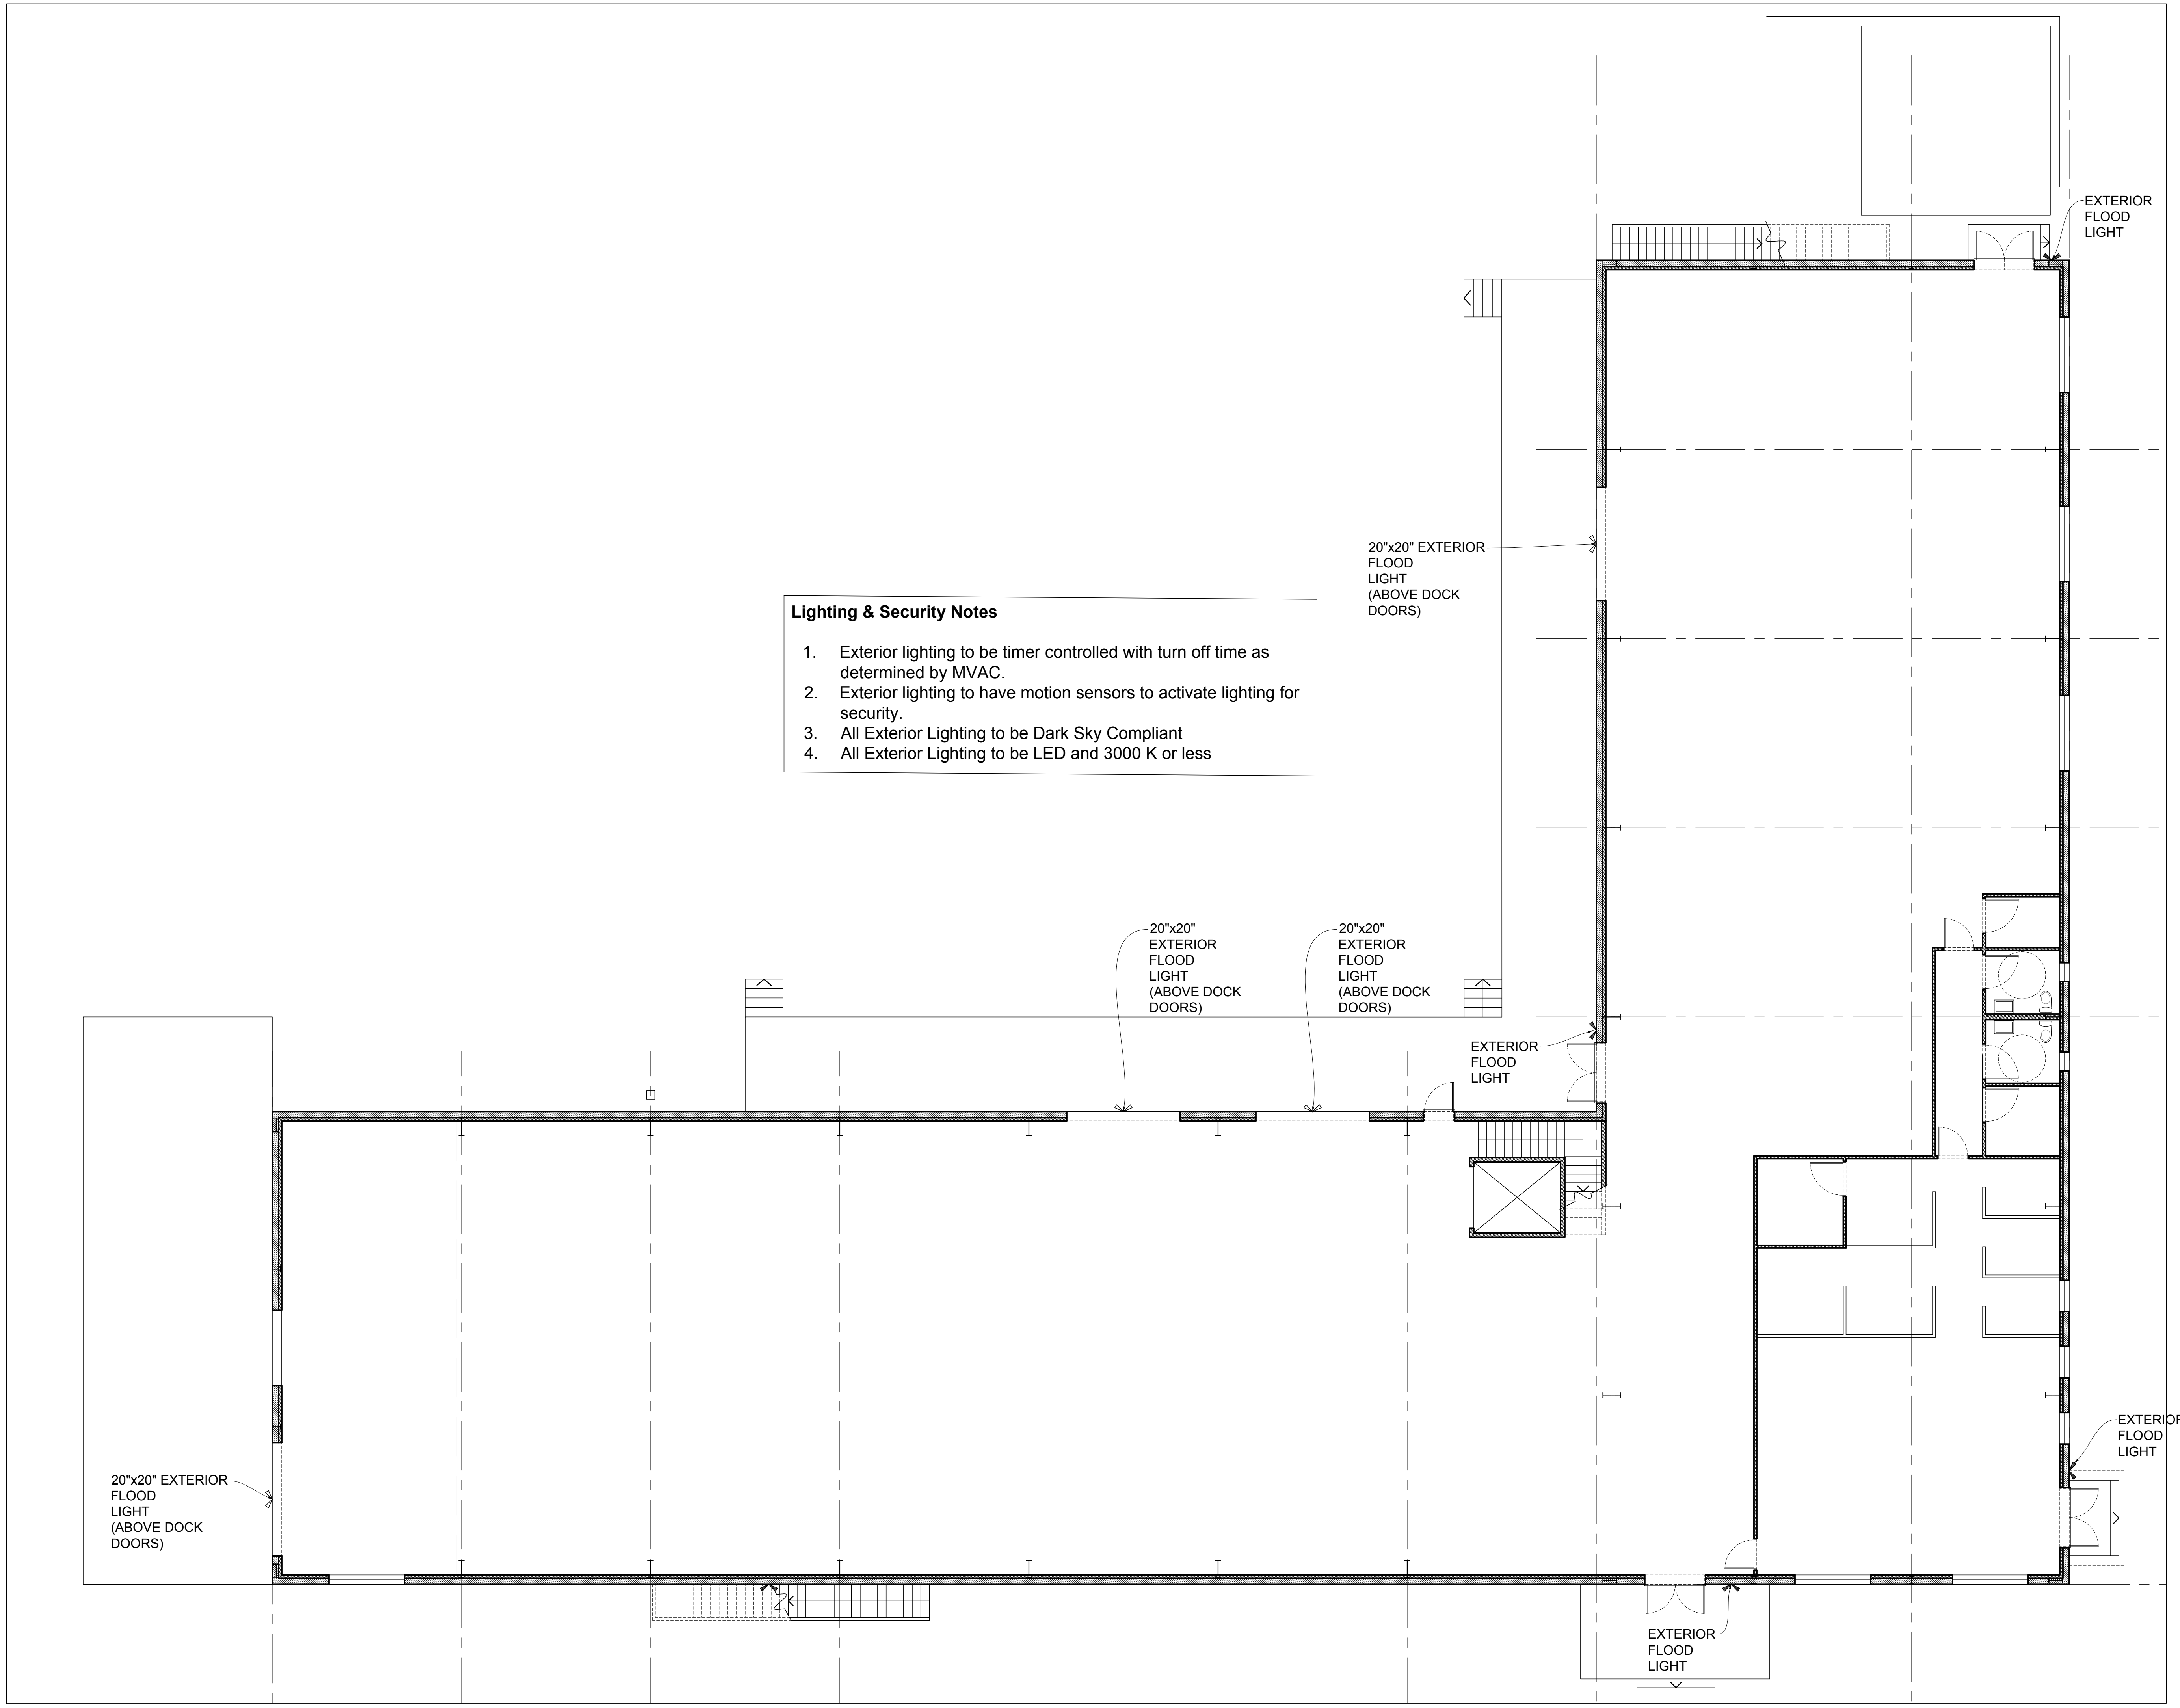 EXTERIOR
FLOOD
LIGHT
20"x20" EXTERIOR
FLOOD
LIGHT
(ABOVE DOCK
DOORS)
Lighting & Security Notes
1. Exterior lighting to be timer controlled with turn off time as
determined by MVAC.
2. Exterior lighting to have motion sensors to activate lighting for
security.
3. All Exterior Lighting to be Dark Sky Compliant
4. All Exterior Lighting to be LED and 3000 K or less
20"x20"
EXTERIOR
FLOOD
LIGHT
(ABOVE DOCK
DOORS)
20"x20"
EXTERIOR
FLOOD
LIGHT
(ABOVE DOCK
DOORS)
EXTERIOR
FLOOD
LIGHT
EXTERIOR
FLOOD
LIGHT
20"x20" EXTERIOR
FLOOD
LIGHT
(ABOVE DOCK
DOORS)
EXTERIOR
FLOOD
LIGHT